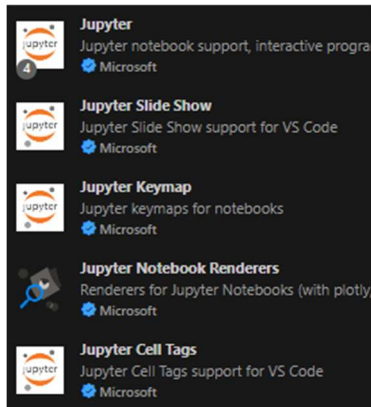 Jupyter
Jupyter notebook support, interactive progra
jupyter
4
Microsoft
Jupyter Slide Show
Jupyter Slide Show support for VS Code
jupyter
Microsoft
Jupyter Keymap
Jupyter keymaps for notebooks
jupyter
Microsoft
Jupyter Notebook Renderers
Renderers for Jupyter Notebooks (with plotly,
Microsoft
Jupyter Cell Tags
Jupyter Cell Tags support for VS Code
jupyter
Microsoft